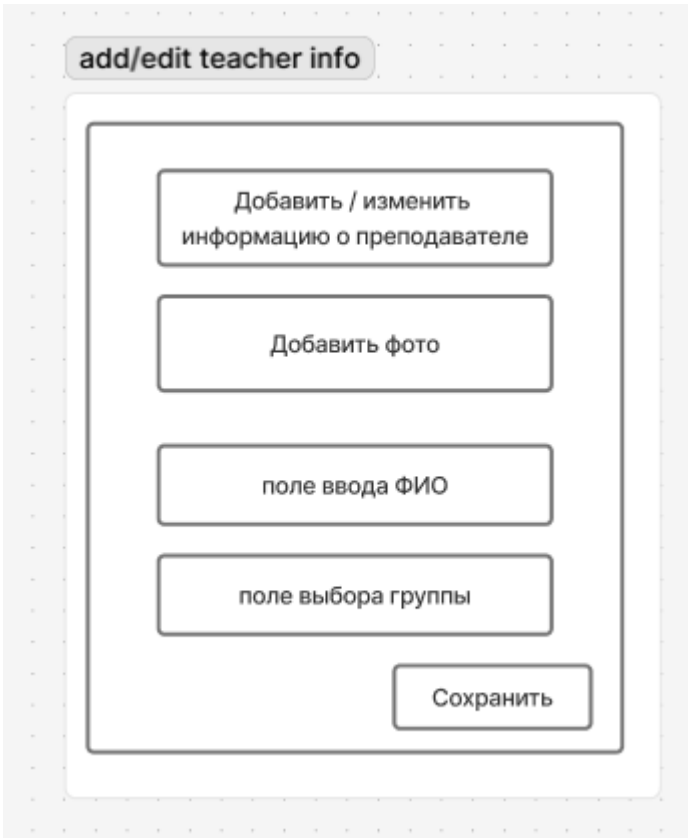 add/edit teacher info
Добавить / изменить
информацию о преподавателе
Добавить фото
поле ввода ФИО
поле выбора группы
Сохранить